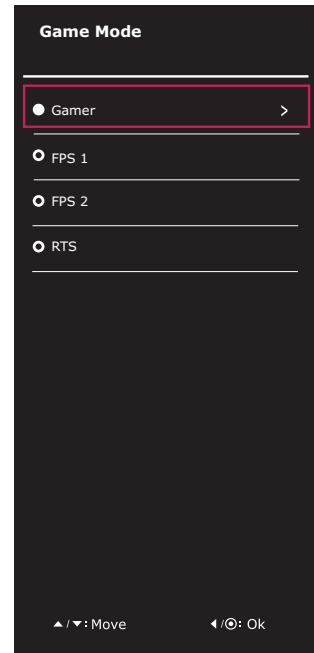 Game Mode
Gamer >
FPS 1
FPS 2
RTS
▲/▼: Move ◀/◉: Ok